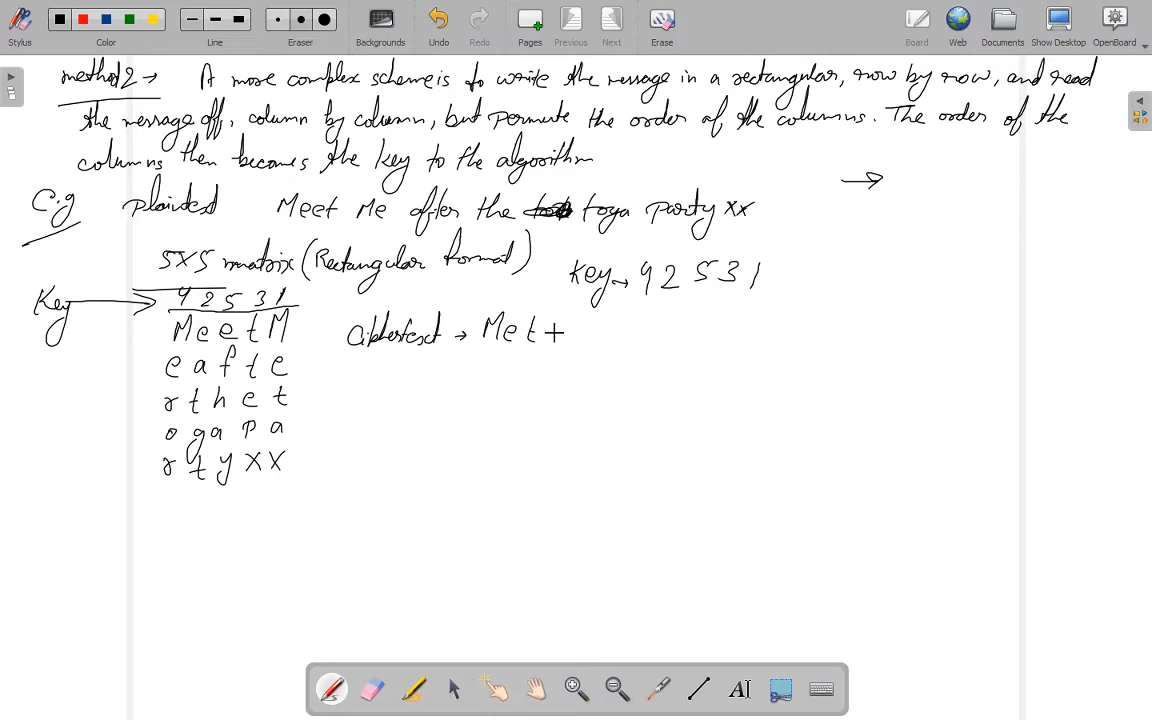 Stylus Color Line Eraser Backgrounds Undo Redo Pages Previous Next Erase Board Web Documents Show Desktop OpenBoard
method 2 → A more complex scheme is to write the message in a rectangular, row by row, and read
the message off, column by column, but permute the order of the columns. The order of the
columns then becomes the key to the algorithm
→
e.g plaintext Meet Me after the toga party xx
5X5 matrix (Rectangular format)
Key → 4 2 5 3 1
Key → 4 2 5 3 1
M e e t M
Ciphertext → Me t +
e a f t e
r t h e t
o g a p a
r t y X X